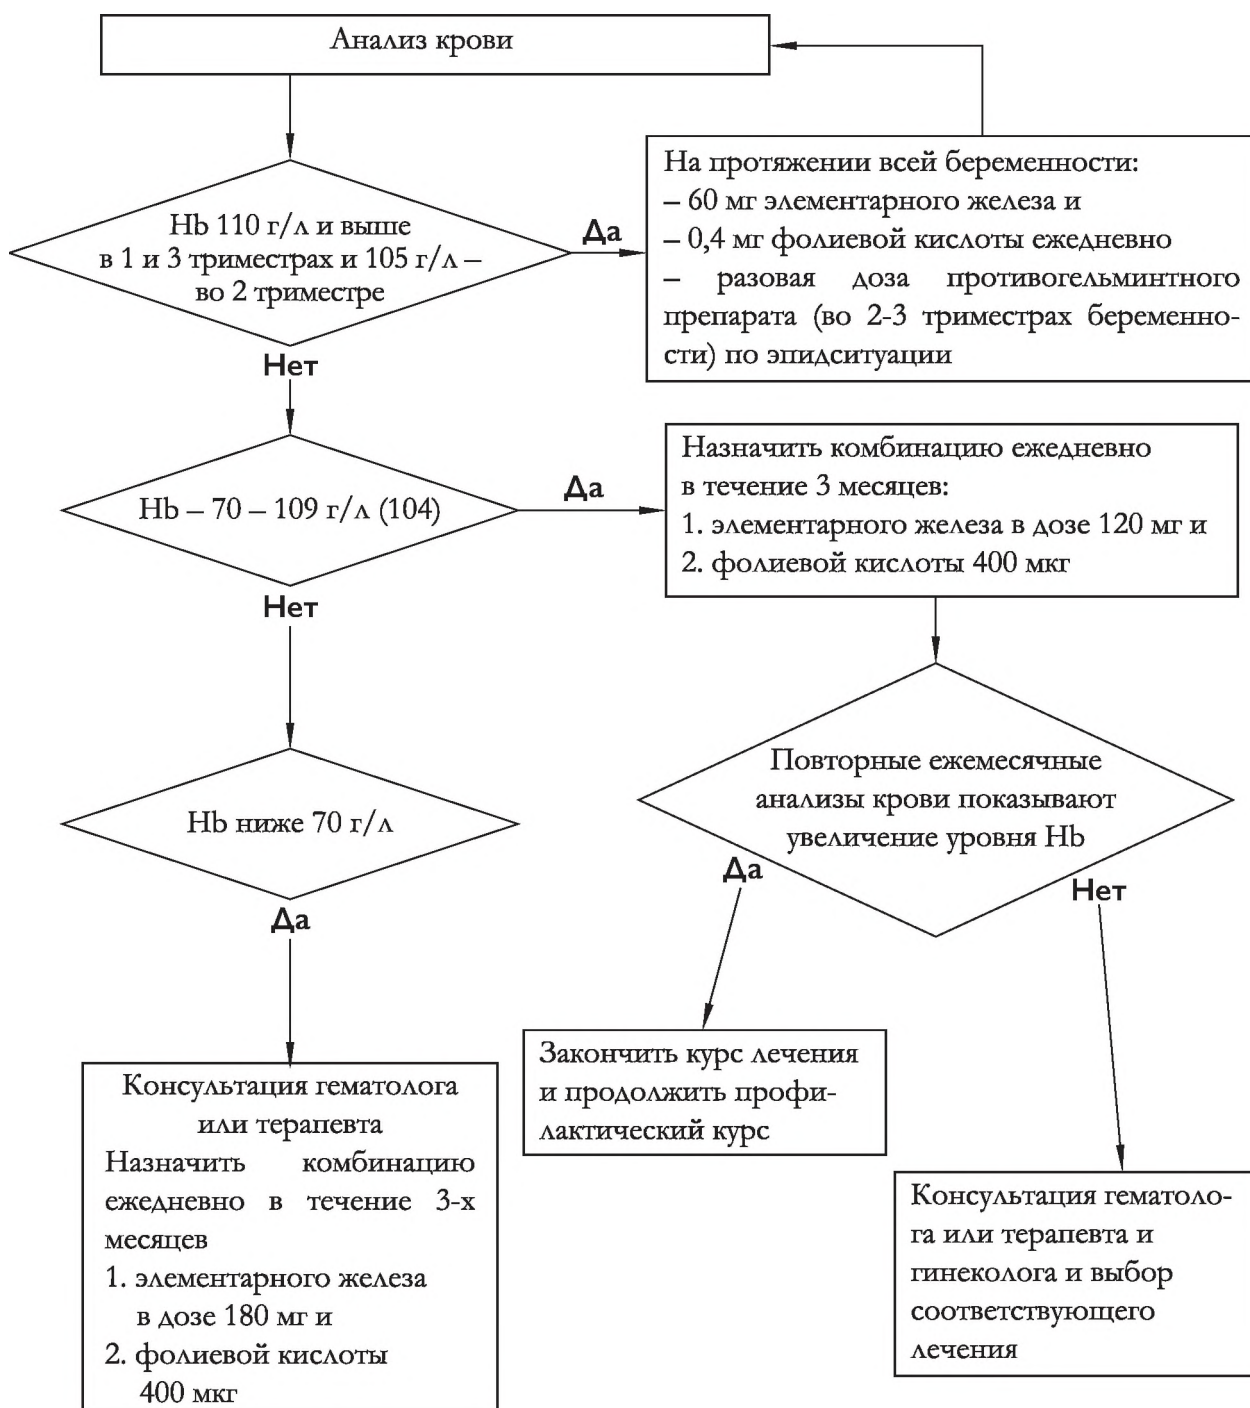 Анализ крови
Hb 110 г/л и выше
в 1 и 3 триместрах и 105 г/л –
во 2 триместре
Да
На протяжении всей беременности:
– 60 мг элементарного железа и
– 0,4 мг фолиевой кислоты ежедневно
– разовая доза противогельминтного
препарата (во 2-3 триместрах беременно-
сти) по эпидситуации
Нет
Hb – 70 – 109 г/л (104)
Да
Назначить комбинацию ежедневно
в течение 3 месяцев:
1. элементарного железа в дозе 120 мг и
2. фолиевой кислоты 400 мкг
Нет
Повторные ежемесячные
анализы крови показывают
увеличение уровня Hb
Hb ниже 70 г/л
Да
Нет
Да
Закончить курс лечения
и продолжить профи-
лактический курс
Консультация гематолога
или терапевта
Назначить комбинацию
ежедневно в течение 3-х
месяцев
1. элементарного железа
в дозе 180 мг и
2. фолиевой кислоты
400 мкг
Консультация гематоло-
га или терапевта и
гинеколога и выбор
соответствующего
лечения